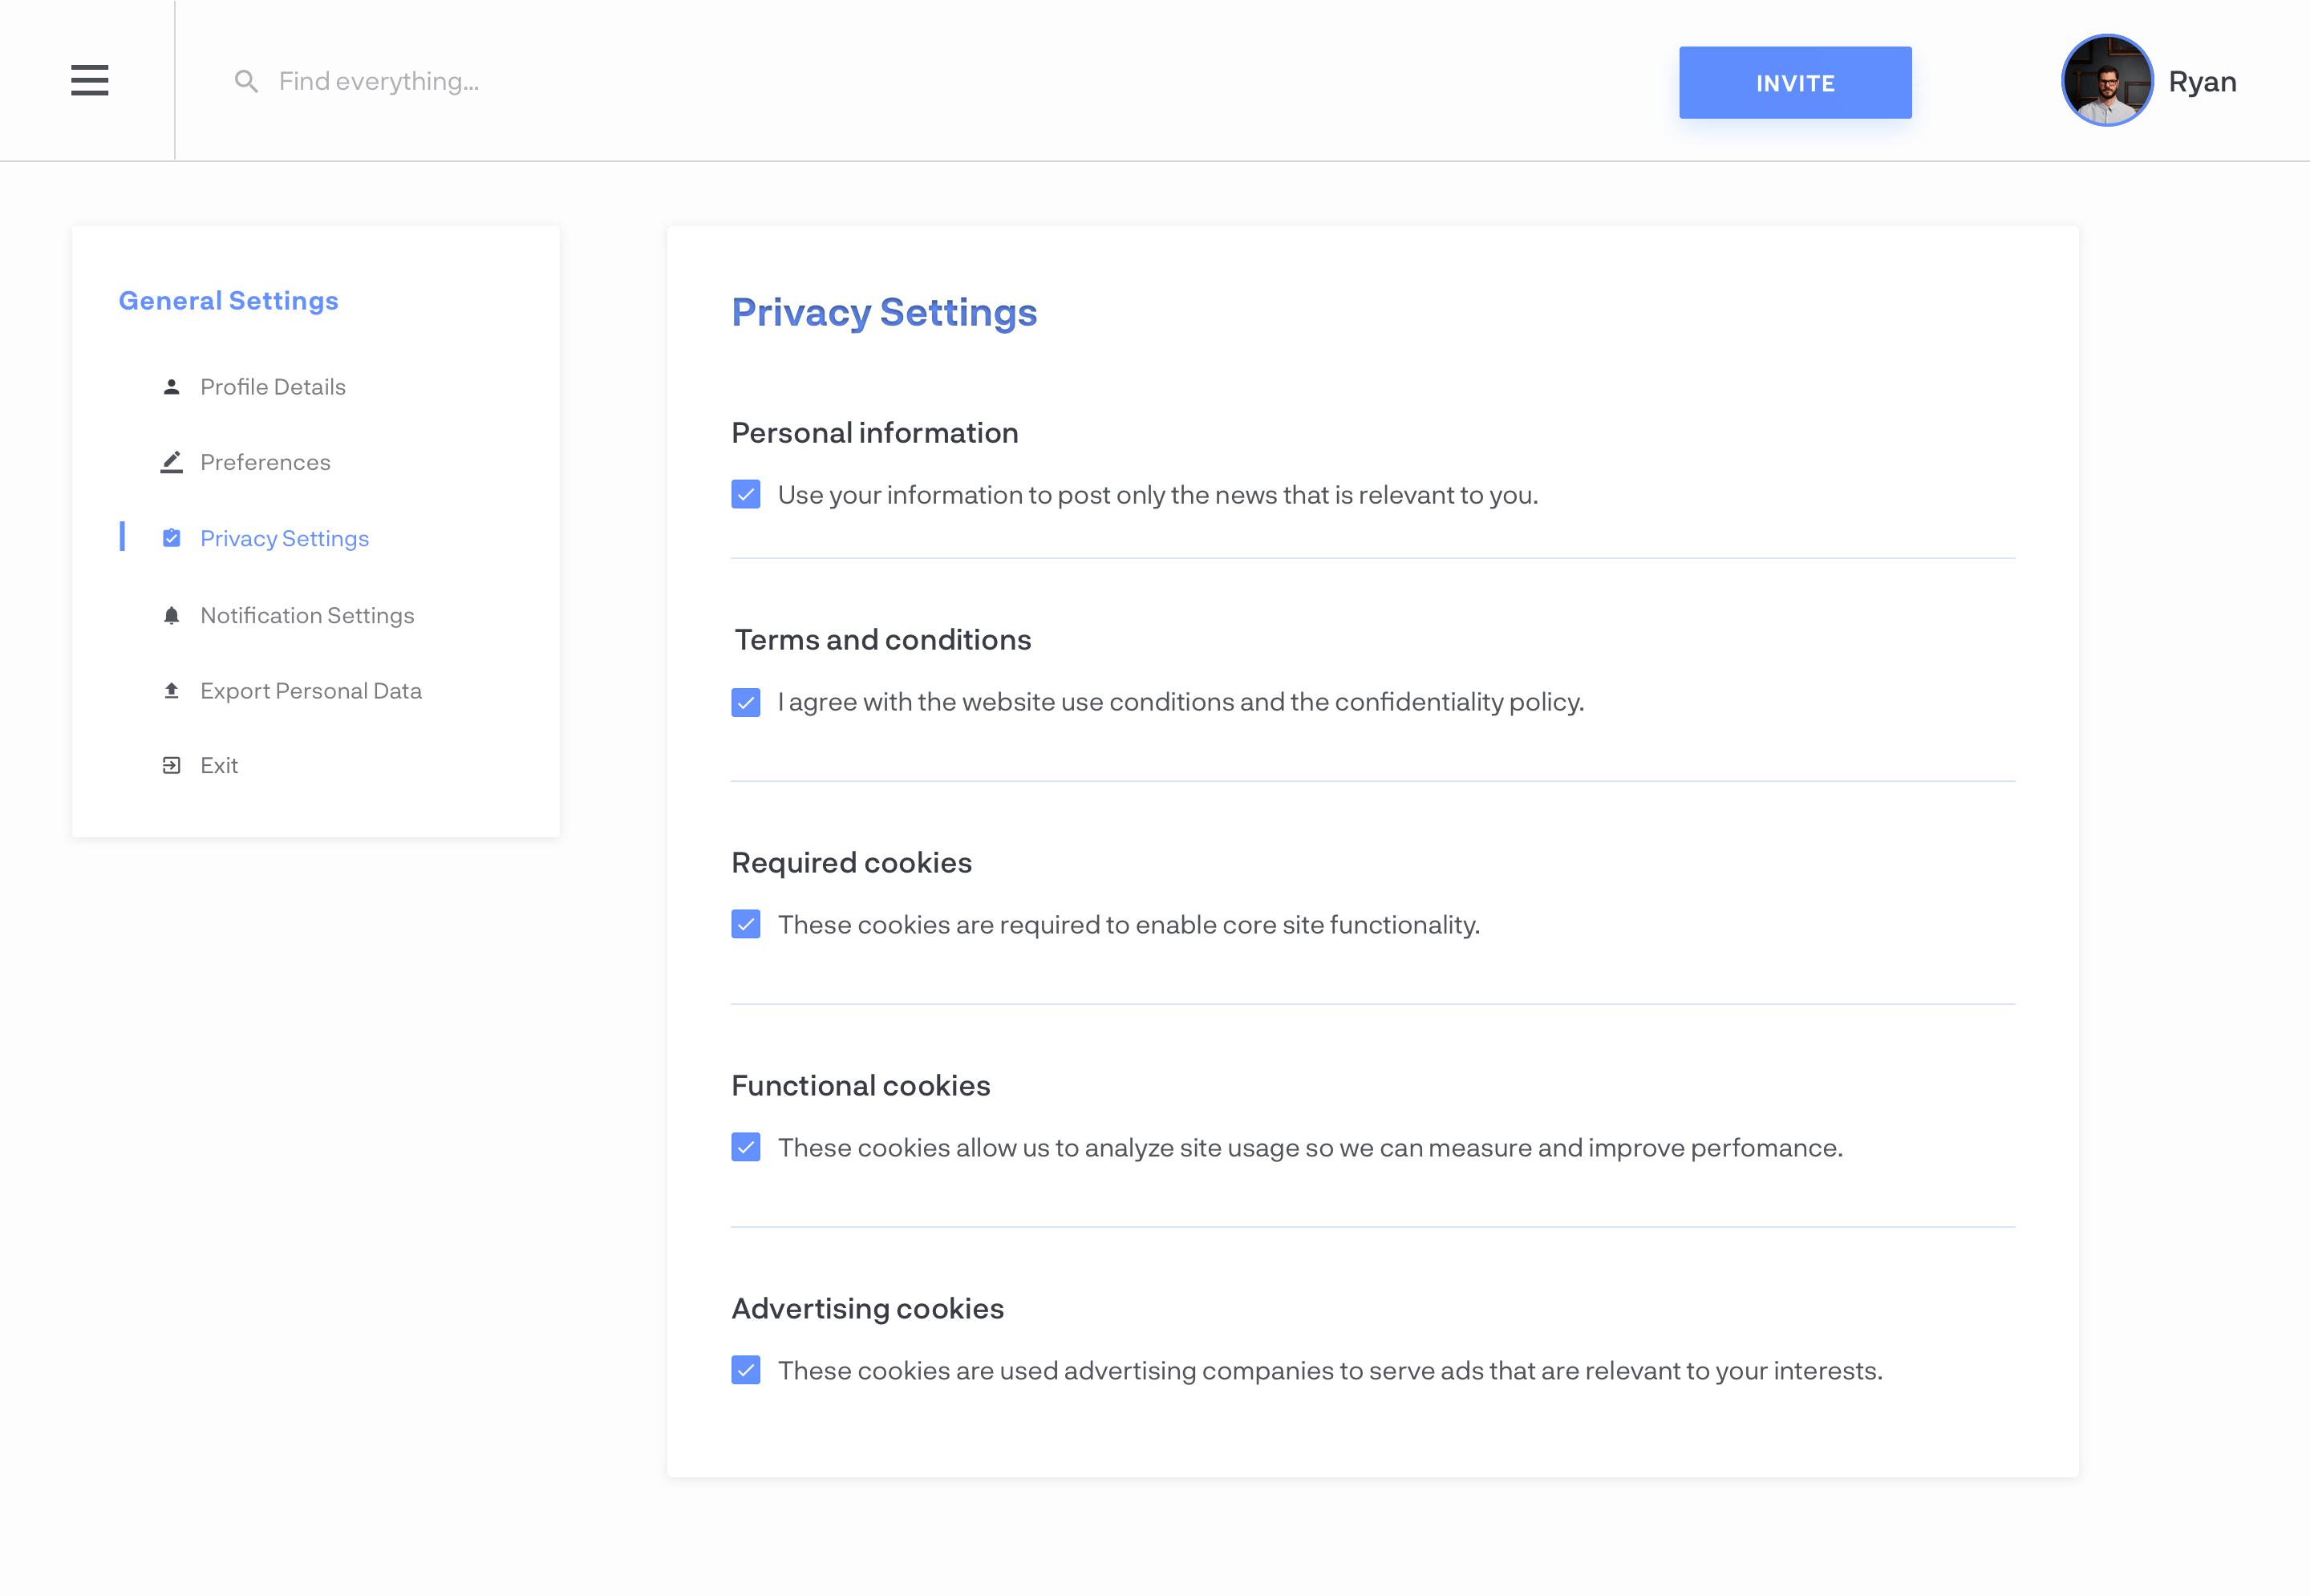 Find everything...
INVITE
Ryan
General Settings
Profile Details
Preferences
Privacy Settings
Notification Settings
Export Personal Data
Exit
Privacy Settings
Personal information
Use your information to post only the news that is relevant to you.
Terms and conditions
I agree with the website use conditions and the confidentiality policy.
Required cookies
These cookies are required to enable core site functionality.
Functional cookies
These cookies allow us to analyze site usage so we can measure and improve perfomance.
Advertising cookies
These cookies are used advertising companies to serve ads that are relevant to your interests.